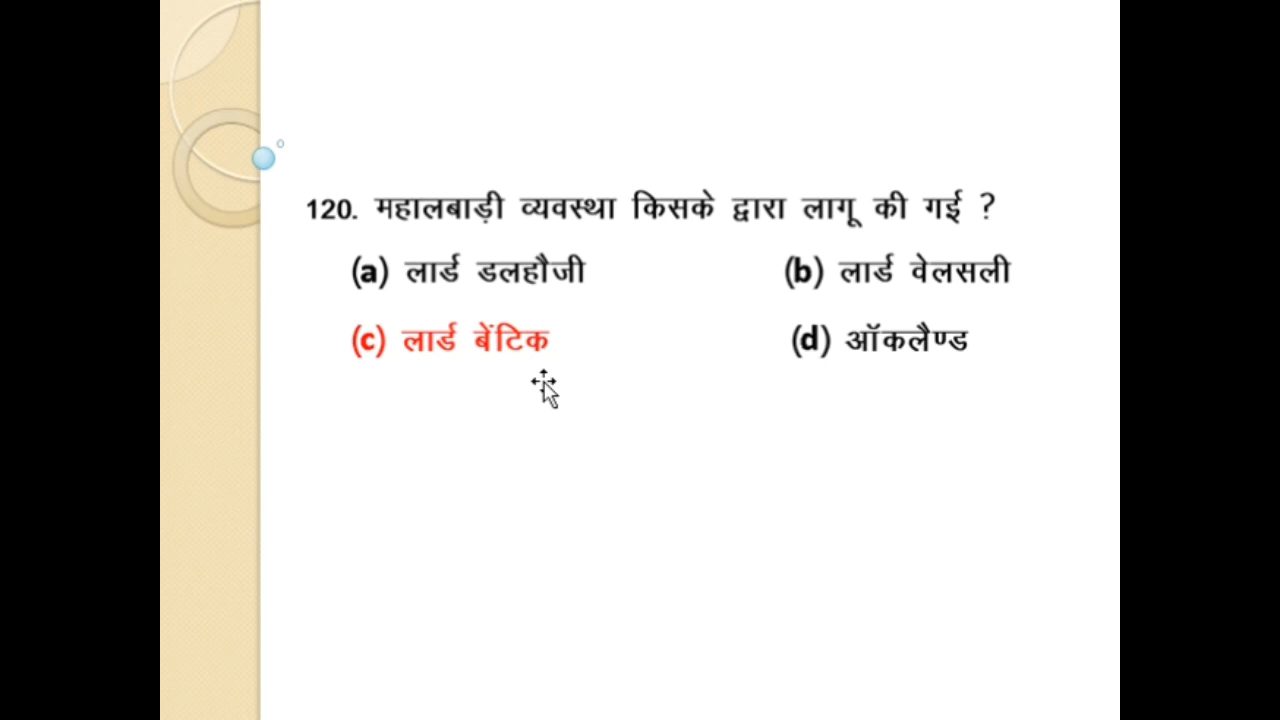 120. महालबाड़ी व्यवस्था किसके द्वारा लागू की गई ?
(a) लार्ड डलहौजी (b) लार्ड वेलसली
(c) लार्ड बेंटिक (d) ऑकलैण्ड